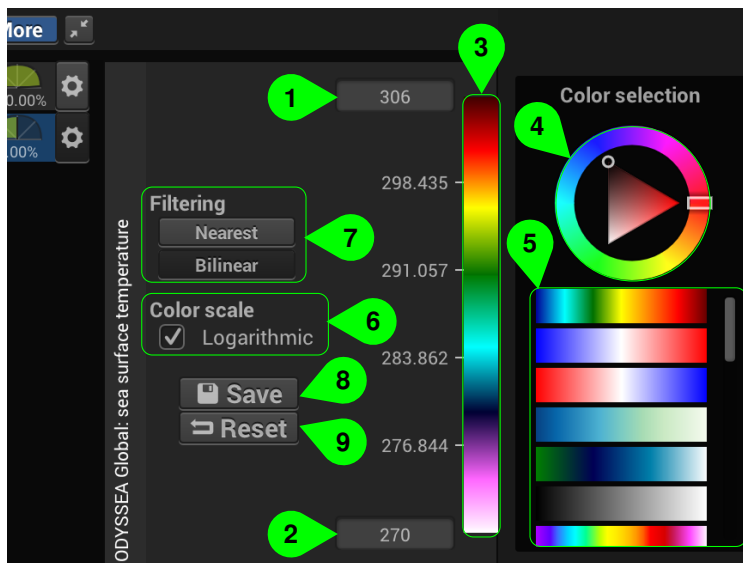 More
0.00%
.00%
ODYSSEA Global: sea surface temperature
1
306
3
Color selection
4
298.435
Filtering
Nearest
Bilinear
7
5
291.057
Color scale
Logarithmic
6
283.862
Save
8
Reset
9
276.844
2
270